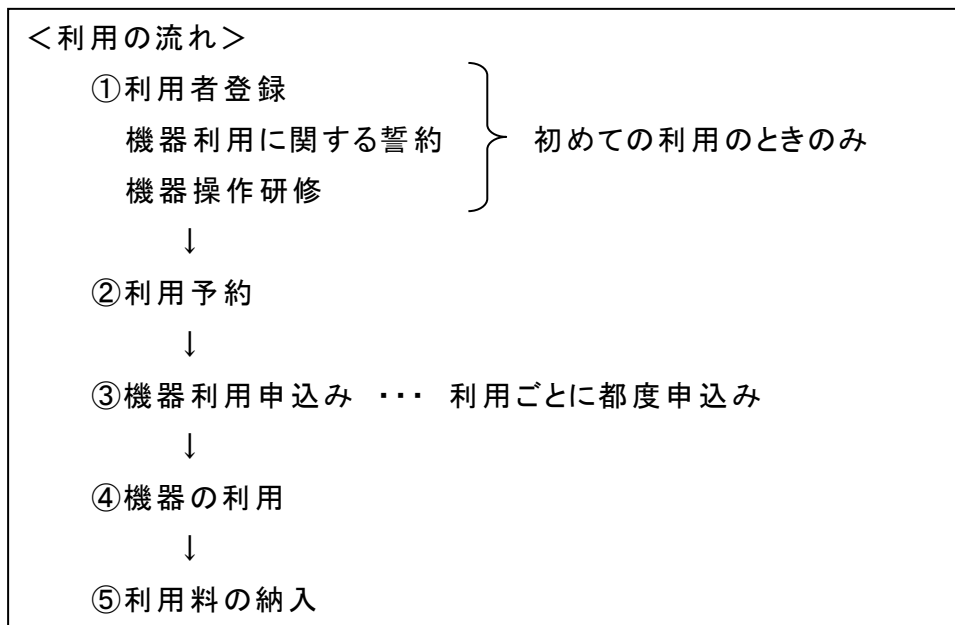 ＜利用の流れ＞
①利用者登録
機器利用に関する誓約 初めての利用のときのみ
機器操作研修
↓
②利用予約
↓
③機器利用申込み ・・・ 利用ごとに都度申込み
↓
④機器の利用
↓
⑤利用料の納入